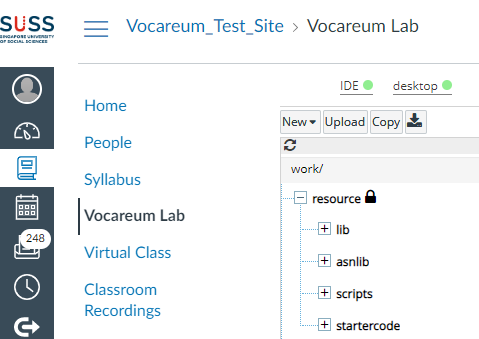 SUSS
SINGAPORE UNIVERSITY
OF SOCIAL SCIENCES
Vocareum_Test_Site > Vocareum Lab
IDE desktop
Home
People
Syllabus
Vocareum Lab
Virtual Class
Classroom
Recordings
248
New Upload Copy
work/
resource
lib
asnlib
scripts
startercode